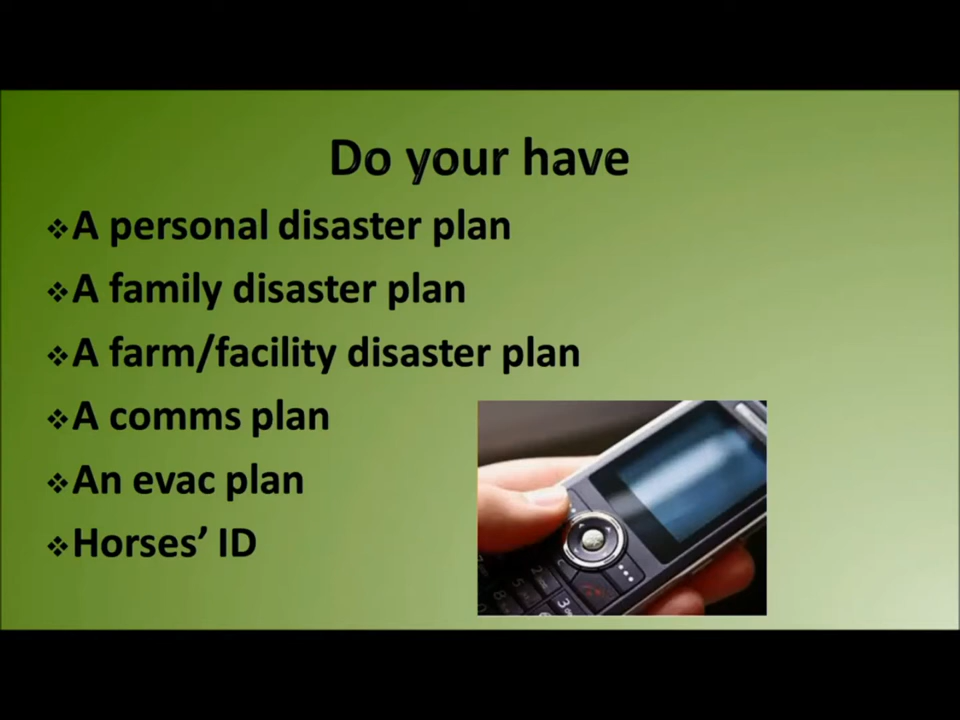 Do your have
❖A personal disaster plan
❖A family disaster plan
❖A farm/facility disaster plan
❖A comms plan
❖An evac plan
❖Horses’ ID